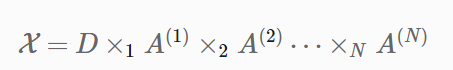 𝒳 = D ×₁ A⁽¹⁾ ×₂ A⁽²⁾ ⋯ ×_N A⁽ᴺ⁾